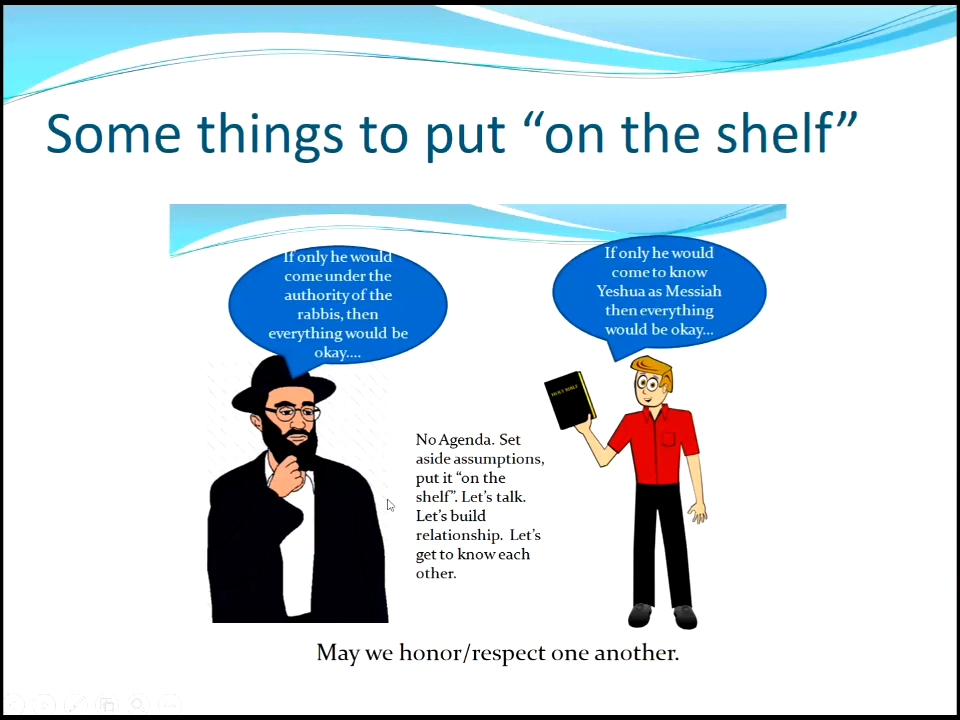 Some things to put “on the shelf”
If only he would
come under the
authority of the
rabbis, then
everything would be
okay....
If only he would
come to know
Yeshua as Messiah
then everything
would be okay...
HOLY BIBLE
No Agenda. Set
aside assumptions,
put it “on the
shelf”. Let’s talk.
Let’s build
relationship. Let’s
get to know each
other.
May we honor/respect one another.